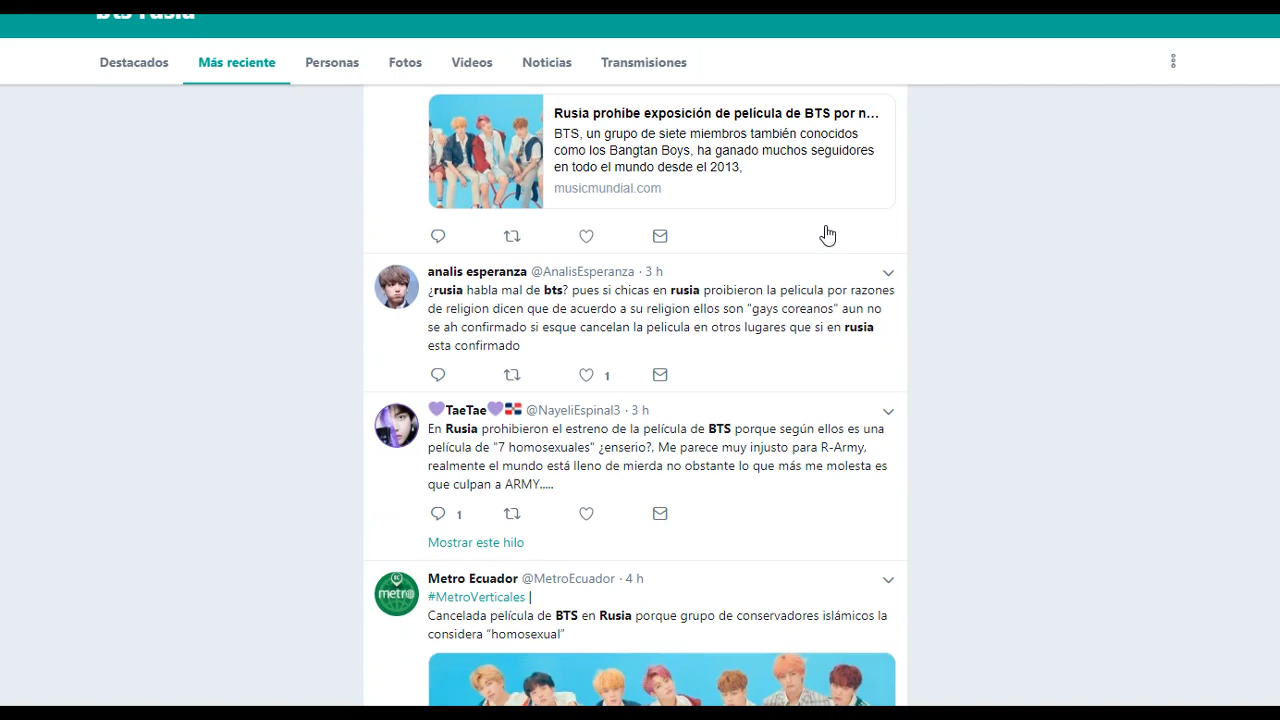 bts rusia
Destacados Más reciente Personas Fotos Videos Noticias Transmisiones
Rusia prohíbe exposición de película de BTS por n...
BTS, un grupo de siete miembros también conocidos
como los Bangtan Boys, ha ganado muchos seguidores
en todo el mundo desde el 2013,
musicmundial.com
analis esperanza @AnalisEsperanza · 3 h
¿rusia habla mal de bts? pues si chicas en rusia proibieron la pelicula por razones
de religion dicen que de acuerdo a su religion ellos son "gays coreanos" aun no
se ah confirmado si esque cancelan la pelicula en otros lugares que si en rusia
esta confirmado
1
💜TaeTae💜🇩🇴 @NayeliEspinal3 · 3 h
En Rusia prohibieron el estreno de la película de BTS porque según ellos es una
película de "7 homosexuales" ¿enserio?, Me parece muy injusto para R-Army,
realmente el mundo está lleno de mierda no obstante lo que más me molesta es
que culpan a ARMY.....
1
Mostrar este hilo
EC
metro
Metro Ecuador @MetroEcuador · 4 h
#MetroVerticales |
Cancelada película de BTS en Rusia porque grupo de conservadores islámicos la
considera "homosexual"